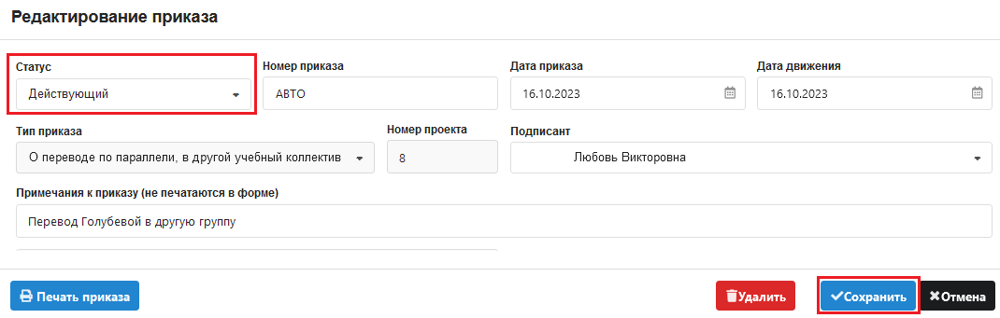 Редактирование приказа
Статус Номер приказа Дата приказа Дата движения
Действующий АВТО 16.10.2023 16.10.2023
Тип приказа Номер проекта Подписант
О переводе по параллели, в другой учебный коллектив 8 Любовь Викторовна
Примечания к приказу (не печатаются в форме)
Перевод Голубевой в другую группу
Печать приказа Удалить Сохранить Отмена